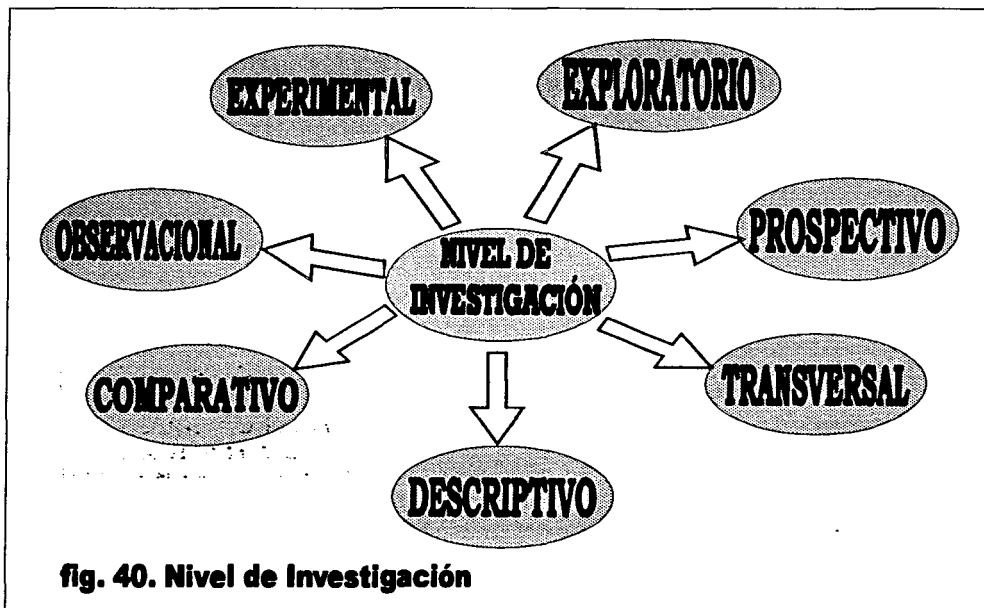 EXPERIMENTAL
EXPLORATORIO
OBSERVACIONAL
NIVEL DE
INVESTIGACIÓN
PROSPECTIVO
COMPARATIVO
TRANSVERSAL
DESCRIPTIVO
fig. 40. Nivel de Investigación